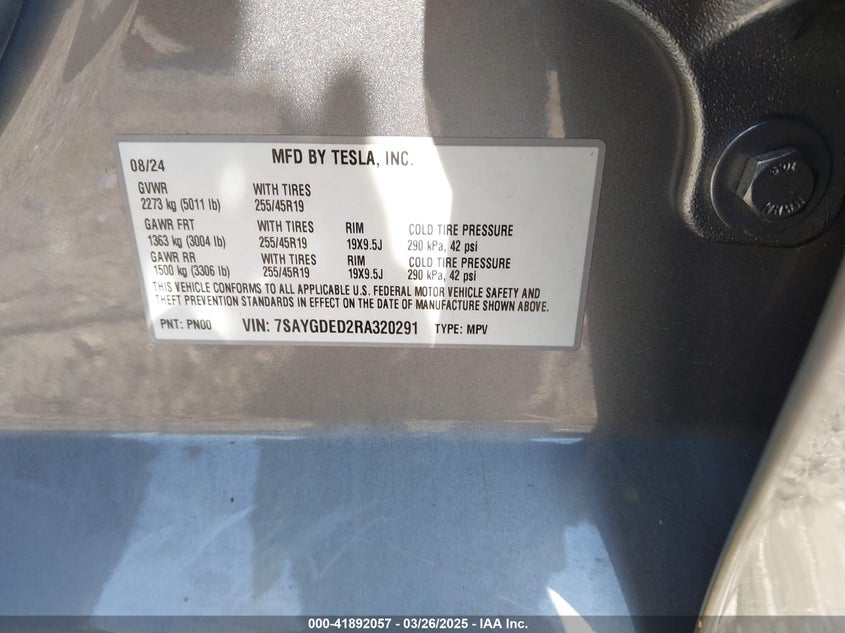 08/24 MFD BY TESLA, INC.
GVWR WITH TIRES
2273 kg (5011 lb) 255/45R19
GAWR FRT WITH TIRES RIM COLD TIRE PRESSURE
1363 kg (3004 lb) 255/45R19 19X9.5J 290 kPa, 42 psi
GAWR RR WITH TIRES RIM COLD TIRE PRESSURE
1500 kg (3306 lb) 255/45R19 19X9.5J 290 kPa, 42 psi
THIS VEHICLE CONFORMS TO ALL APPLICABLE U.S. FEDERAL MOTOR VEHICLE SAFETY AND
THEFT PREVENTION STANDARDS IN EFFECT ON THE DATE OF MANUFACTURE SHOWN ABOVE.
PNT: PN00 VIN: 7SAYGDED2RA320291 TYPE: MPV
000-41892057 - 03/26/2025 - IAA Inc.